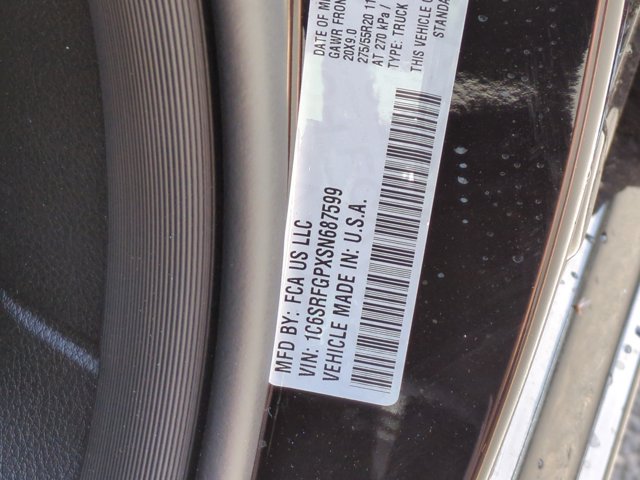 MFD BY: FCA US LLC
VIN: 1C6SRFGPXSN687599
VEHICLE MADE IN: U.S.A.
DATE OF M
GAWR FRON
20X9.0
275/55R20 11
AT 270 kPa /
TYPE: TRUCK
THIS VEHICLE C
STANDA